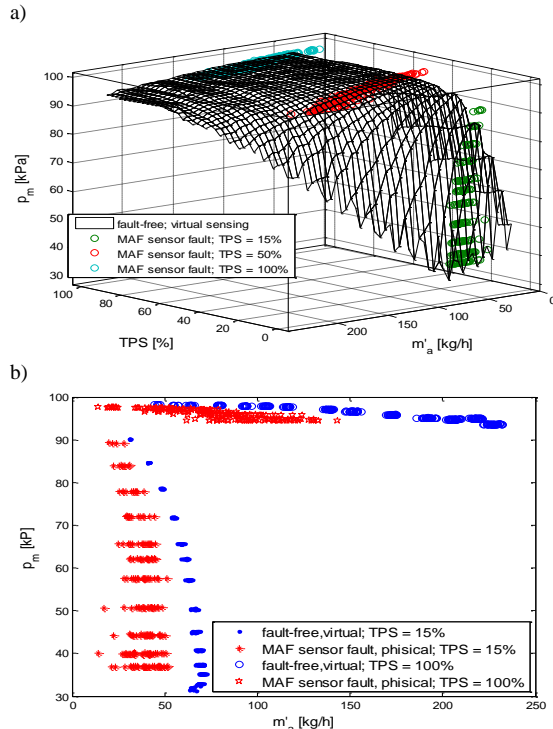 a)
100
90
80
70
60
50
40
30
p_m [kPa]
fault-free; virtual sensing
MAF sensor fault; TPS = 15%
MAF sensor fault; TPS = 50%
MAF sensor fault; TPS = 100%
100
80
60
40
20
0
TPS [%]
200
150
100
50
0
m'_a [kg/h]
b)
100
90
80
70
60
50
40
30
p_m [kP]
fault-free,virtual; TPS = 15%
MAF sensor fault, phisical; TPS = 15%
fault-free,virtual; TPS = 100%
MAF sensor fault, phisical; TPS = 100%
0
50
100
150
200
250
m'_a [kg/h]